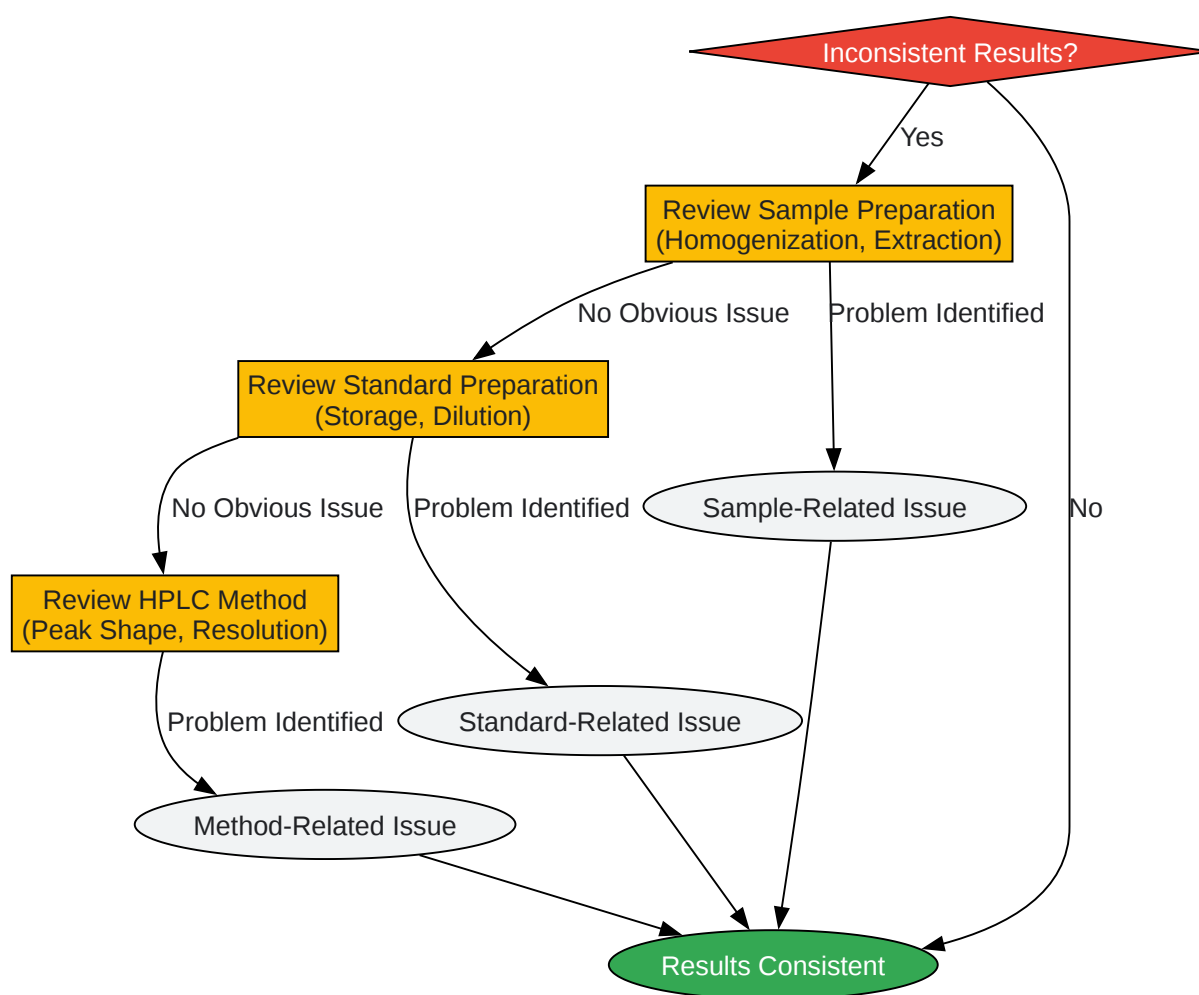 Inconsistent Results?
Yes
Review Sample Preparation
(Homogenization, Extraction)
No Obvious Issue
Problem Identified
Review Standard Preparation
(Storage, Dilution)
No Obvious Issue
Problem Identified
Sample-Related Issue
No
Review HPLC Method
(Peak Shape, Resolution)
Problem Identified
Standard-Related Issue
Method-Related Issue
Results Consistent